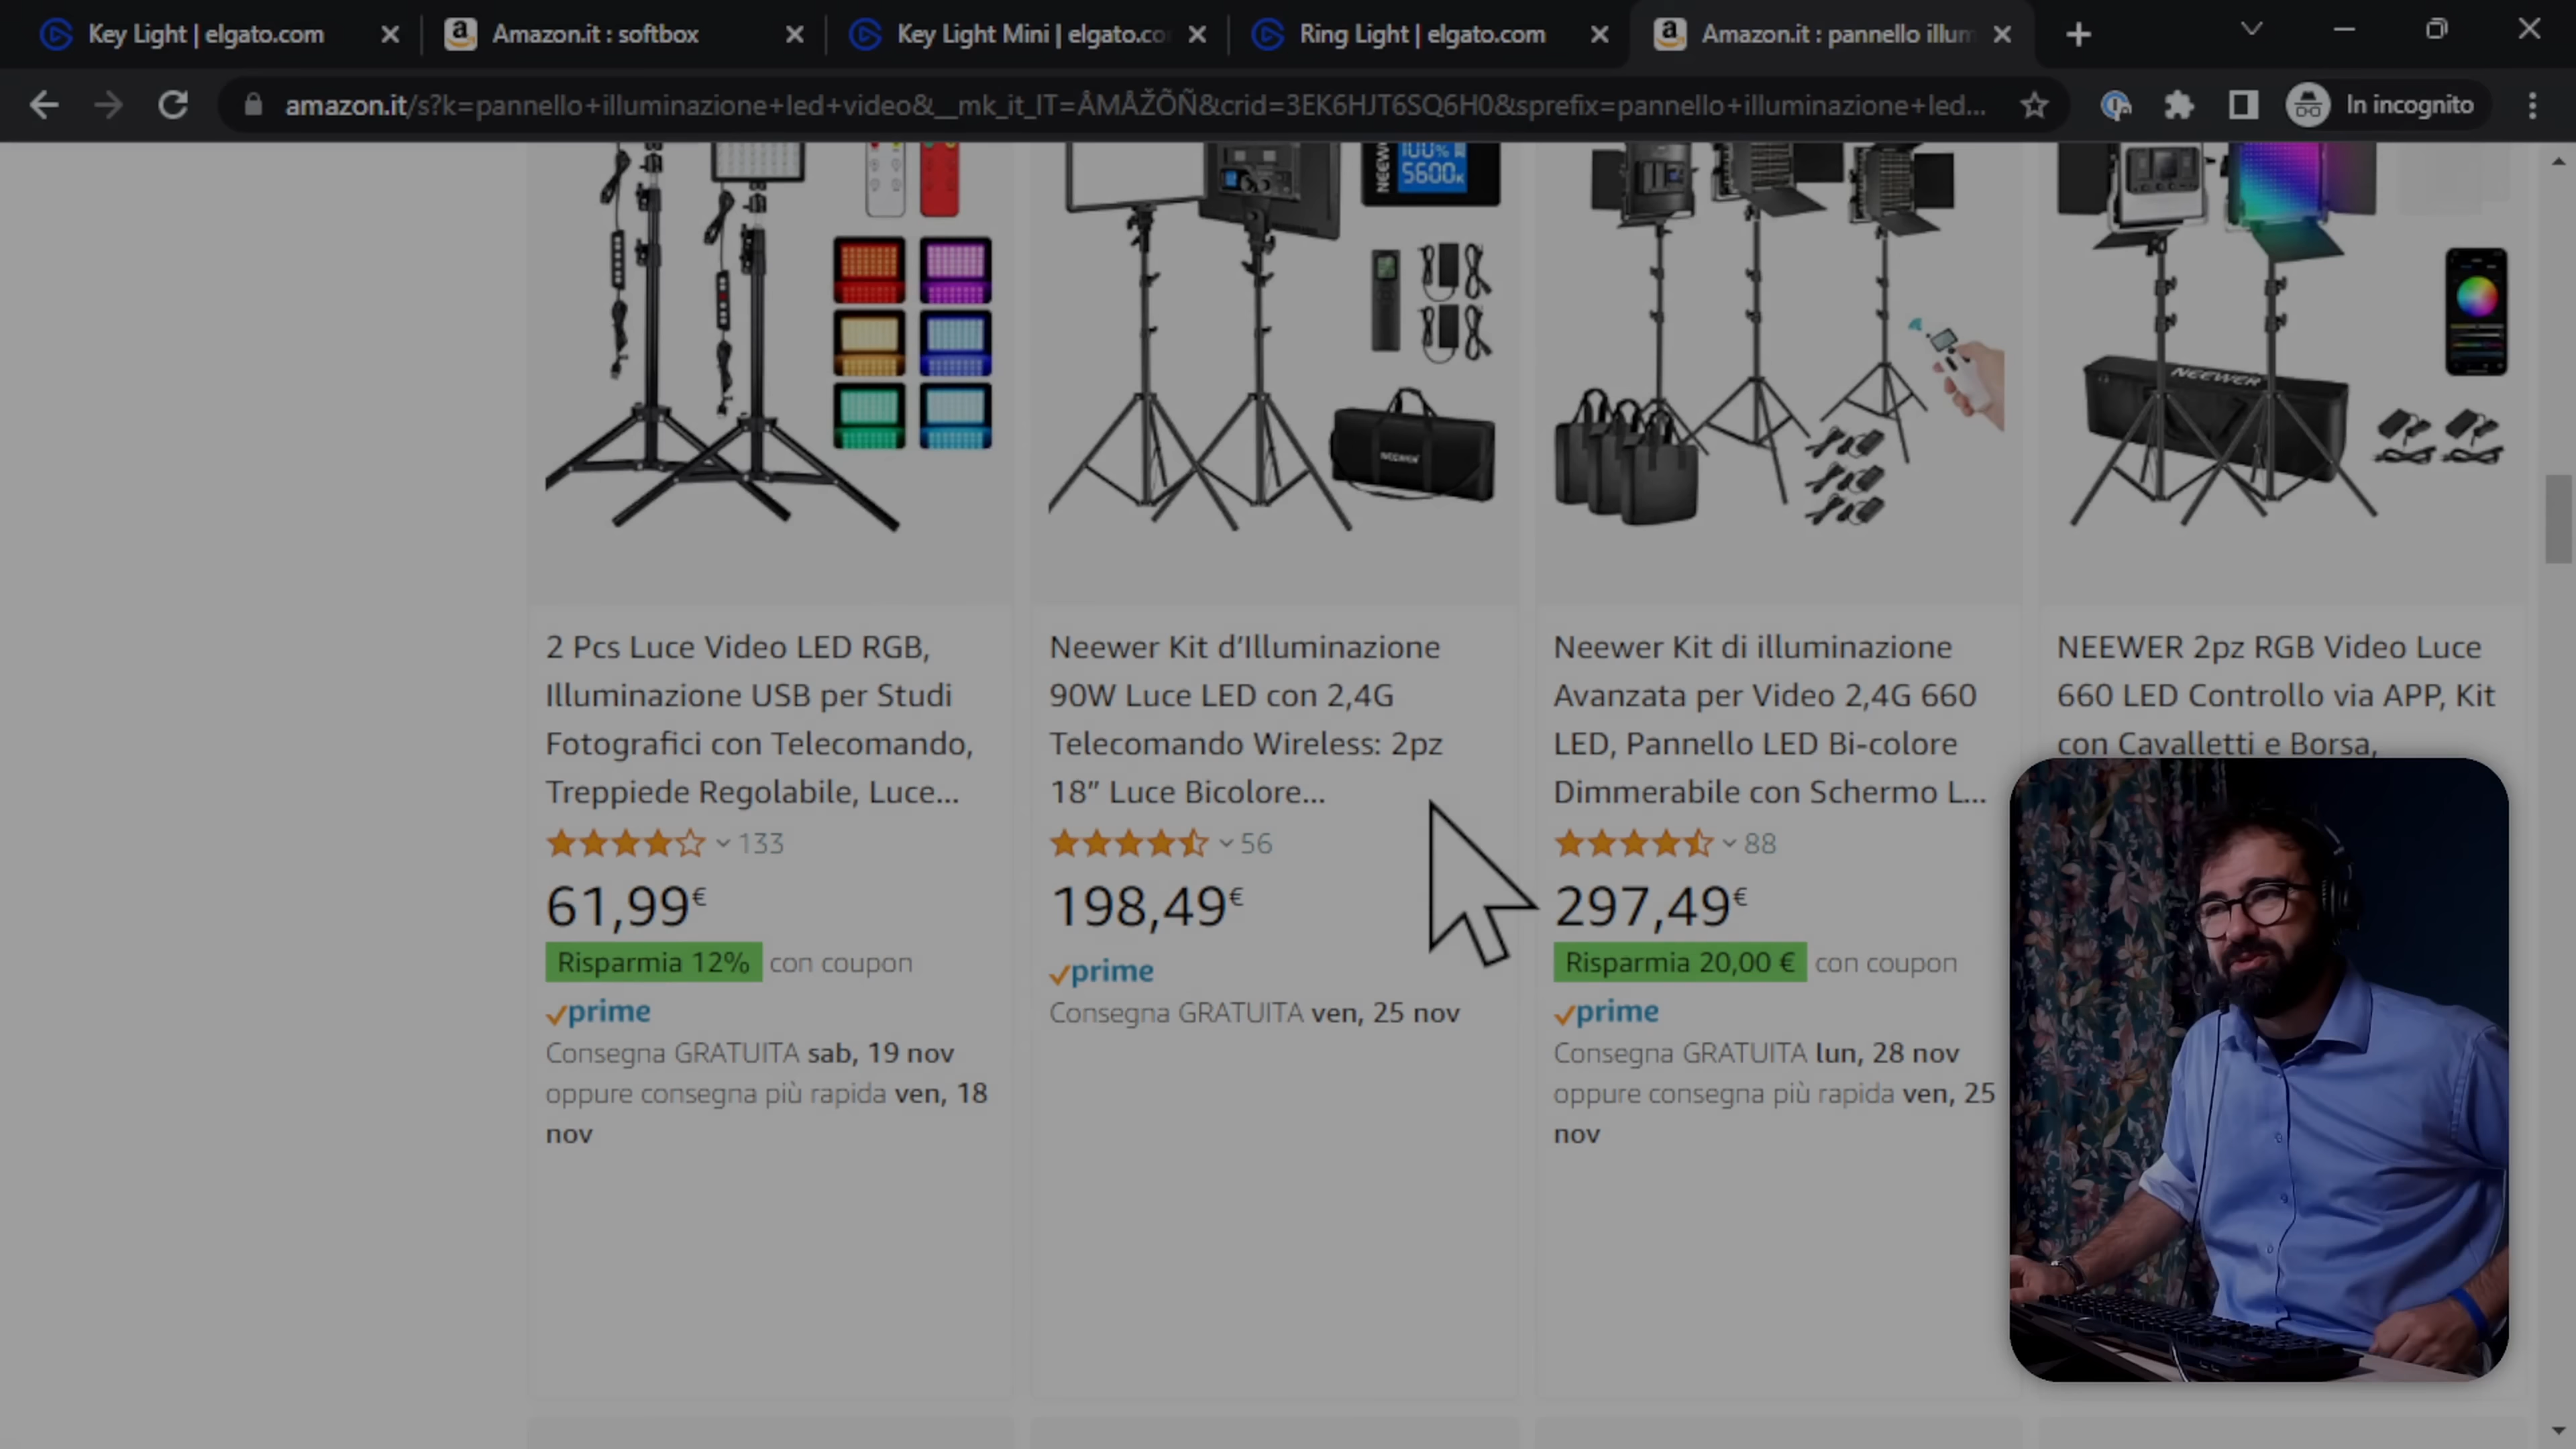 Key Light | elgato.com
Amazon.it : softbox
Key Light Mini | elgato.co
Ring Light | elgato.com
Amazon.it : pannello illum
amazon.it/s?k=pannello+illuminazione+led+video&__mk_it_IT=ÅMÅŽÕÑ&crid=3EK6HJT6SQ6H0&sprefix=pannello+illuminazione+led...
In incognito
NEEWER
100%
5600K
NEEWER
NEEWER
2 Pcs Luce Video LED RGB,
Illuminazione USB per Studi
Fotografici con Telecomando,
Treppiede Regolabile, Luce...
133
61,99€
Risparmia 12% con coupon
prime
Consegna GRATUITA sab, 19 nov
oppure consegna più rapida ven, 18
nov
Neewer Kit d’Illuminazione
90W Luce LED con 2,4G
Telecomando Wireless: 2pz
18” Luce Bicolore...
56
198,49€
prime
Consegna GRATUITA ven, 25 nov
Neewer Kit di illuminazione
Avanzata per Video 2,4G 660
LED, Pannello LED Bi-colore
Dimmerabile con Schermo L...
88
297,49€
Risparmia 20,00 € con coupon
prime
Consegna GRATUITA lun, 28 nov
oppure consegna più rapida ven, 25
nov
NEEWER 2pz RGB Video Luce
660 LED Controllo via APP, Kit
con Cavalletti e Borsa,